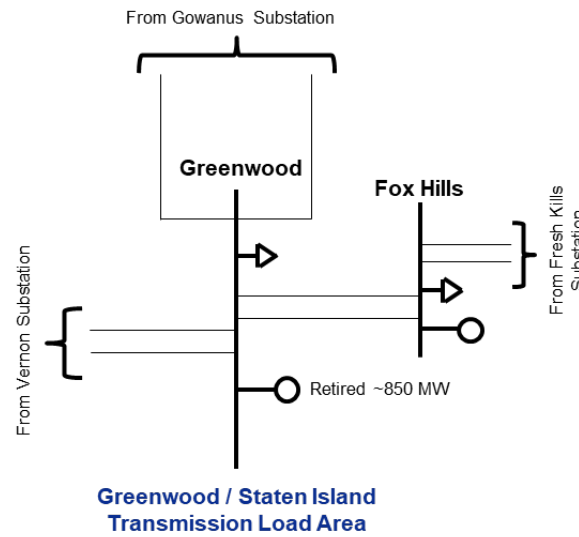 From Gowanus Substation
Greenwood
Fox Hills
From Fresh Kills
Substation
From Vernon Substation
Retired ~850 MW
Greenwood / Staten Island
Transmission Load Area